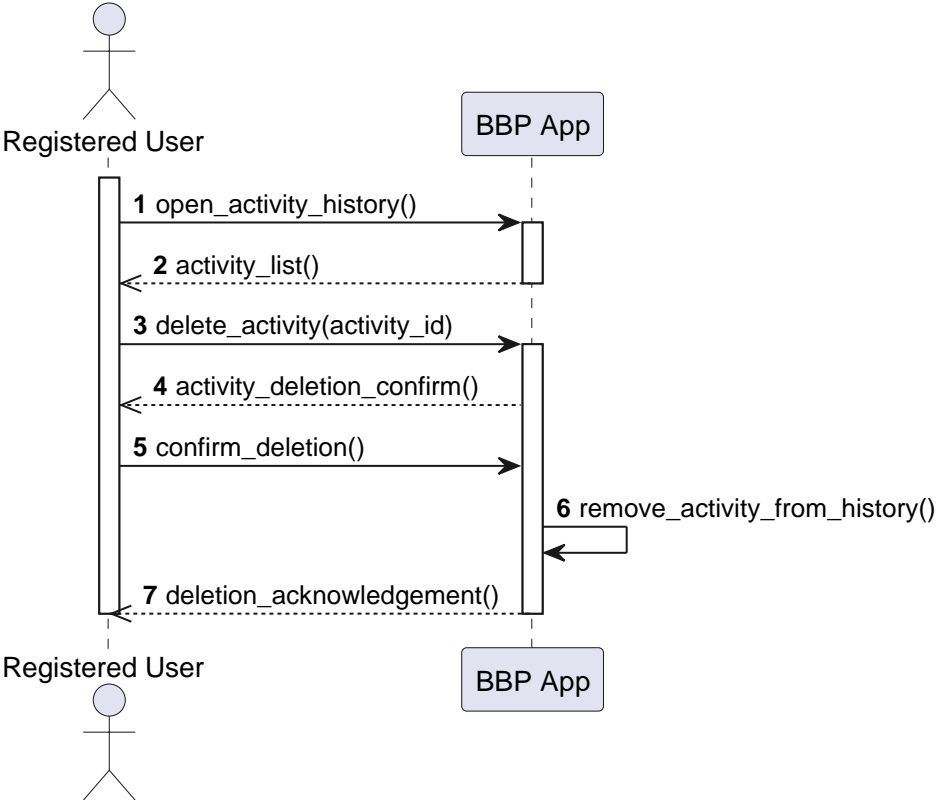 Registered User
BBP App
1 open_activity_history()
2 activity_list()
3 delete_activity(activity_id)
4 activity_deletion_confirm()
5 confirm_deletion()
6 remove_activity_from_history()
7 deletion_acknowledgement()
Registered User
BBP App